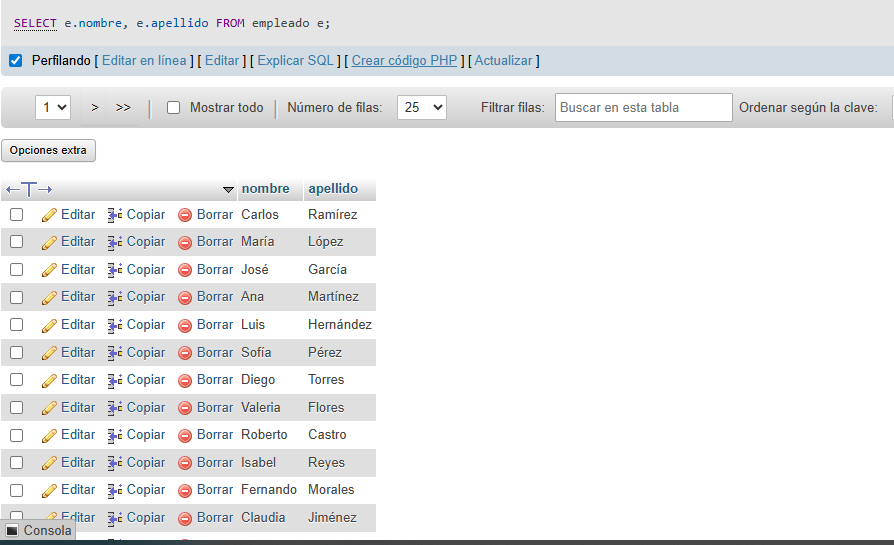 SELECT e.nombre, e.apellido FROM empleado e;
Perfilando [ Editar en línea ] [ Editar ] [ Explicar SQL ] [ Crear código PHP ] [ Actualizar ]
1 > >> | Mostrar todo | Número de filas: 25 Filtrar filas: Buscar en esta tabla Ordenar según la clave:
Opciones extra
←T→ nombre apellido
Editar Copiar Borrar Carlos Ramírez
Editar Copiar Borrar María López
Editar Copiar Borrar José García
Editar Copiar Borrar Ana Martínez
Editar Copiar Borrar Luis Hernández
Editar Copiar Borrar Sofía Pérez
Editar Copiar Borrar Diego Torres
Editar Copiar Borrar Valeria Flores
Editar Copiar Borrar Roberto Castro
Editar Copiar Borrar Isabel Reyes
Editar Copiar Borrar Fernando Morales
Editar Copiar Borrar Claudia Jiménez
Consola